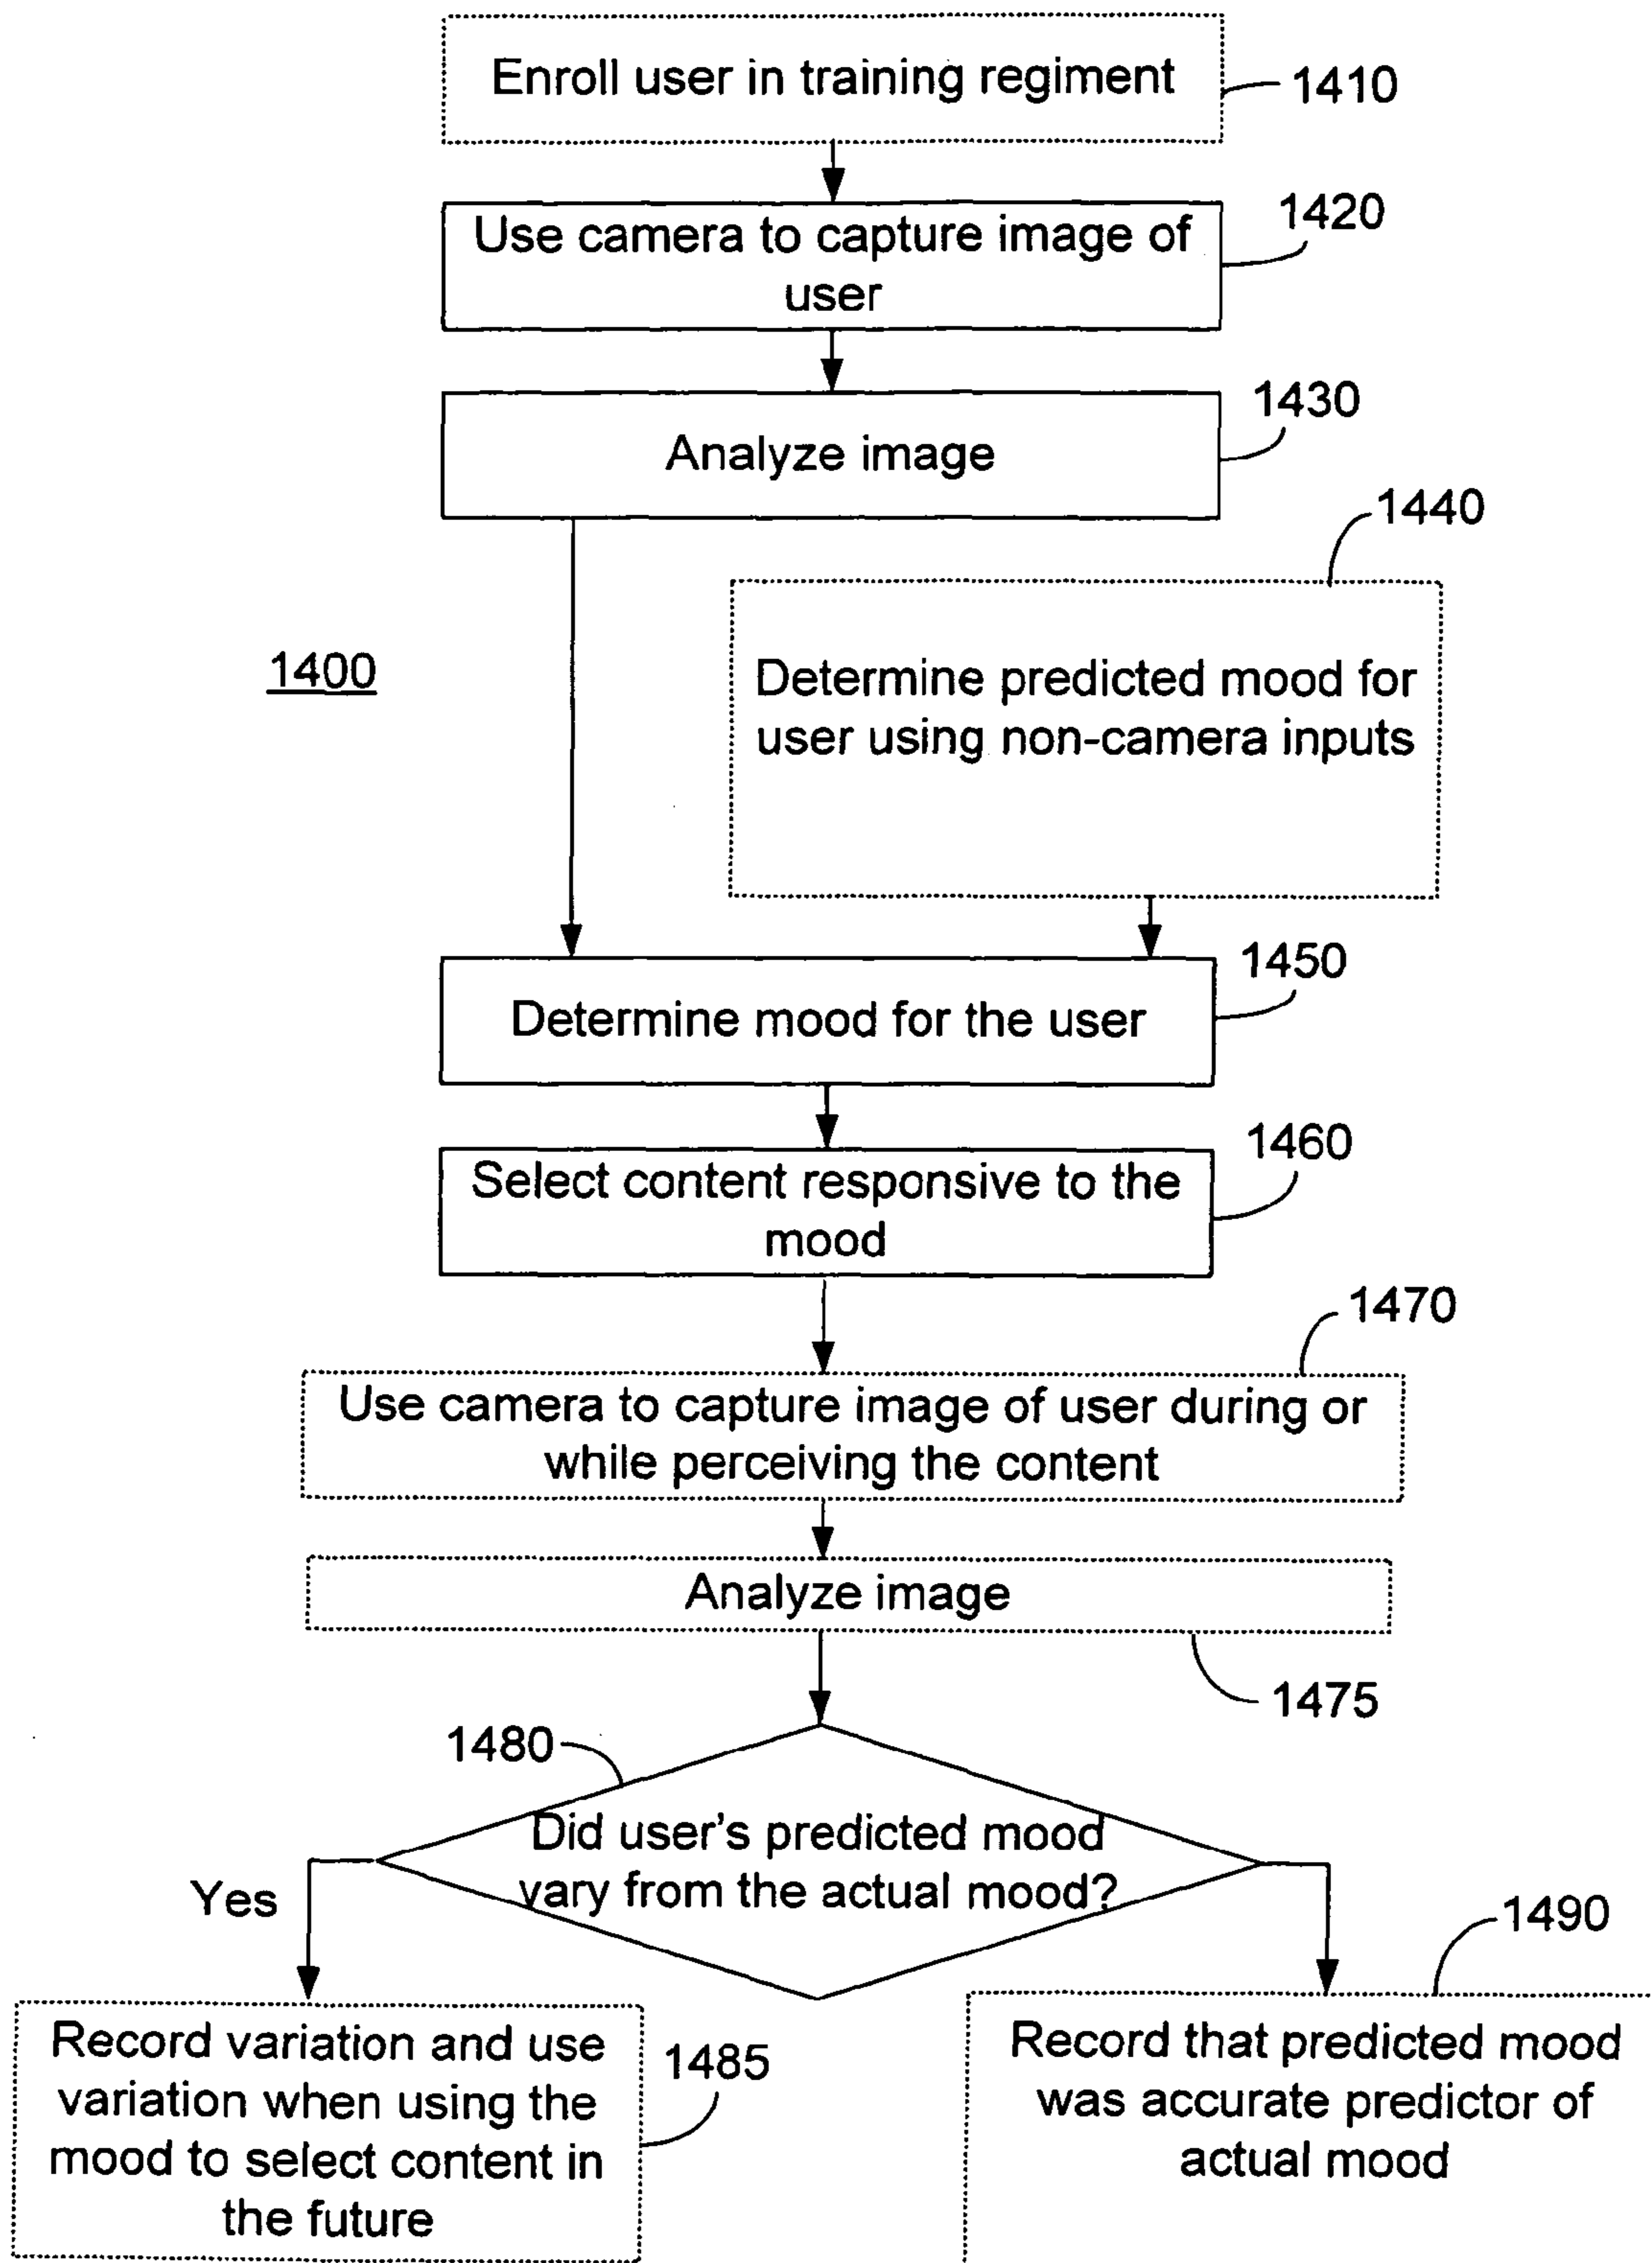 Enroll user in training regiment
1410
Use camera to capture image of
user
1420
Analyze image
1430
1440
Determine predicted mood for
user using non-camera inputs
1400
Determine mood for the user
1450
Select content responsive to the
mood
1460
1470
Use camera to capture image of user during or
while perceiving the content
Analyze image
1475
1480
Did user's predicted mood
vary from the actual mood?
Yes
1490
Record variation and use
variation when using the
mood to select content in
the future
1485
Record that predicted mood
was accurate predictor of
actual mood